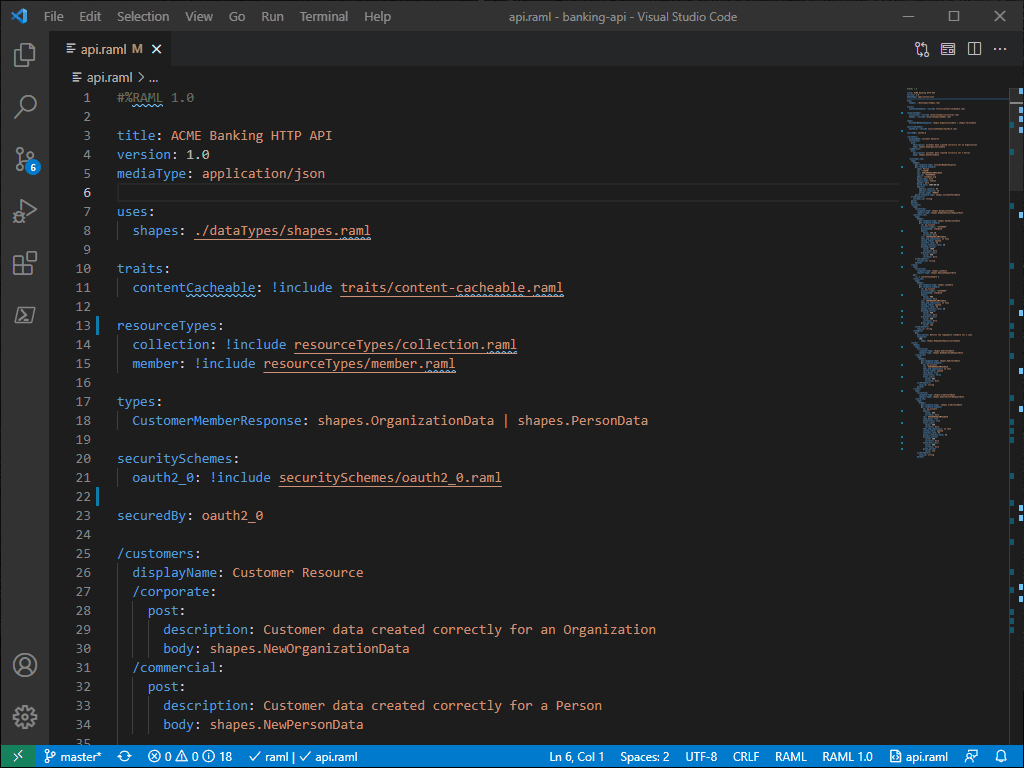 File Edit Selection View Go Run Terminal Help api.raml - banking-api - Visual Studio Code
api.raml M
api.raml > ...
1 #%RAML 1.0
2
3 title: ACME Banking HTTP API
4 version: 1.0
5 mediaType: application/json
6
7 uses:
8 shapes: ./dataTypes/shapes.raml
9
10 traits:
11 contentCacheable: !include traits/content-cacheable.raml
12
13 resourceTypes:
14 collection: !include resourceTypes/collection.raml
15 member: !include resourceTypes/member.raml
16
17 types:
18 CustomerMemberResponse: shapes.OrganizationData | shapes.PersonData
19
20 securitySchemes:
21 oauth2_0: !include securitySchemes/oauth2_0.raml
22
23 securedBy: oauth2_0
24
25 /customers:
26 displayName: Customer Resource
27 /corporate:
28 post:
29 description: Customer data created correctly for an Organization
30 body: shapes.NewOrganizationData
31 /commercial:
32 post:
33 description: Customer data created correctly for a Person
34 body: shapes.NewPersonData
35
6
master* 0 0 18 raml | api.raml Ln 6, Col 1 Spaces: 2 UTF-8 CRLF RAML RAML 1.0 api.raml